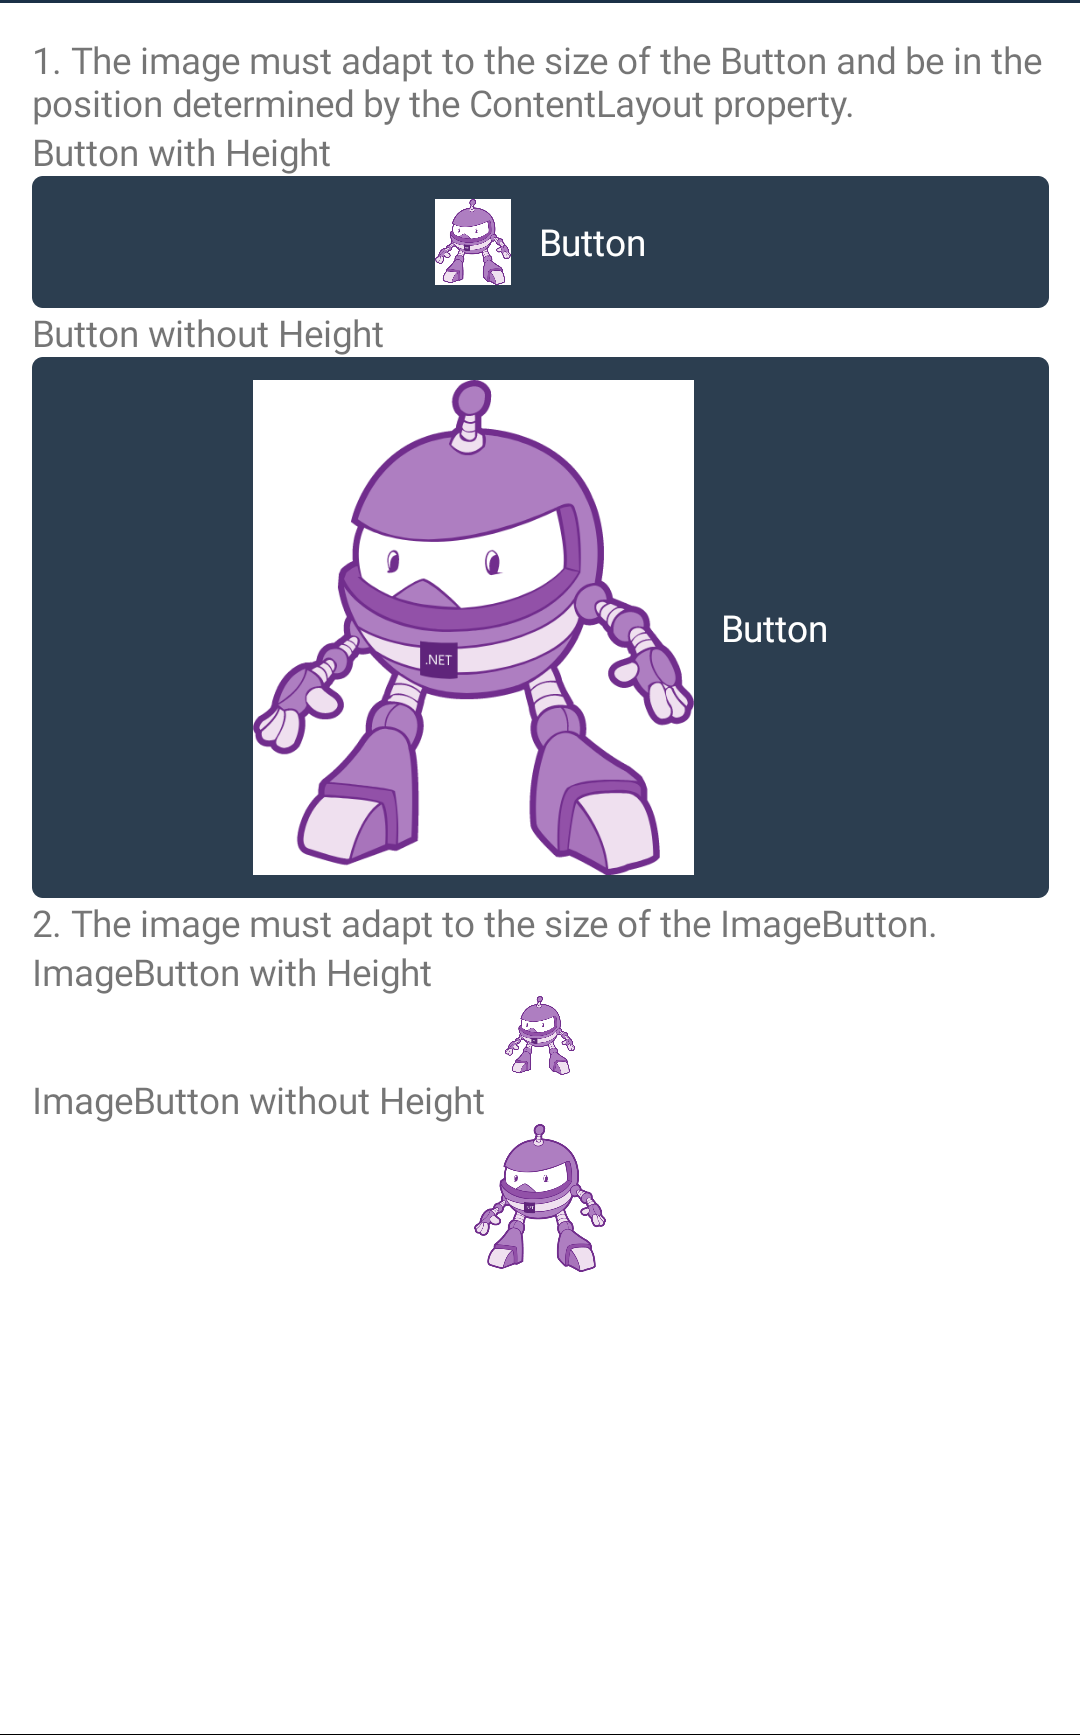 1. The image must adapt to the size of the Button and be in the
position determined by the ContentLayout property.
Button with Height
Button
Button without Height
.NET
Button
2. The image must adapt to the size of the ImageButton.
ImageButton with Height
ImageButton without Height